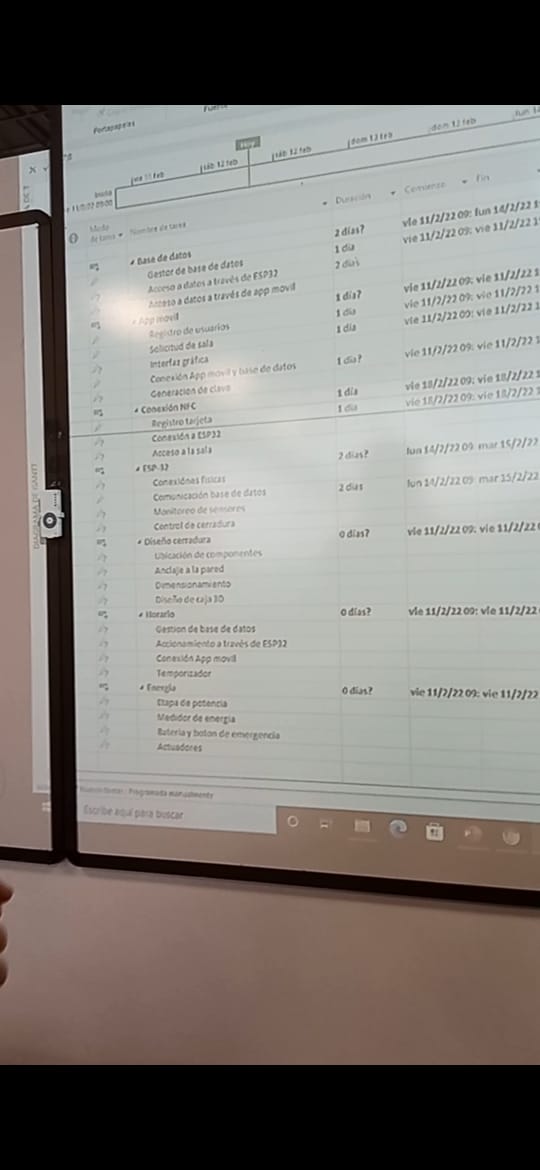 Portapapeles
Hoy
vie 11 feb
sáb 12 feb
sáb 12 feb
dom 13 feb
dom 13 feb
lun 14
Inicio
vie 11/2/22 09:00
Modo de tarea
Nombre de tarea
Duración
Comienzo
Fin
Base de datos 2 días? vie 11/2/22 09: lun 14/2/22 1
Gestor de base de datos 1 día vie 11/2/22 09: vie 11/2/22 1
Acceso a datos a través de ESP32 2 días
Acceso a datos a través de app movil
App movil 1 día? vie 11/2/22 09: vie 11/2/22 1
Registro de usuarios 1 día vie 11/2/22 09: vie 11/2/22 1
Solicitud de sala 1 día vie 11/2/22 09: vie 11/2/22 1
Interfaz gráfica
Conexión App movil y base de datos 1 día? vie 11/2/22 09: vie 11/2/22 1
Generación de clave
Conexión NFC 1 día vie 18/2/22 09: vie 18/2/22 1
Registro tarjeta 1 día vie 18/2/22 09: vie 18/2/22 1
Conexión a ESP32
Acceso a la sala
ESP-32 2 días? lun 14/2/22 09: mar 15/2/22
Conexiónes fisicas
Comunicación base de datos 2 días lun 14/2/22 09: mar 15/2/22
Monitoreo de sensores
Control de cerradura
Diseño cerradura 0 días? vie 11/2/22 09: vie 11/2/22
Ubicación de componentes
Anclaje a la pared
Dimensionamiento
Diseño de caja 3D
Horario 0 días? vie 11/2/22 09: vie 11/2/22
Gestion de base de datos
Accionamiento a través de ESP32
Conexión App movil
Temporizador
Energía 0 días? vie 11/2/22 09: vie 11/2/22
Etapa de potencia
Medidor de energia
Bateria y boton de emergencia
Actuadores
DIAGRAMA DE GANTT
Programada manualmente
Escribe aquí para buscar